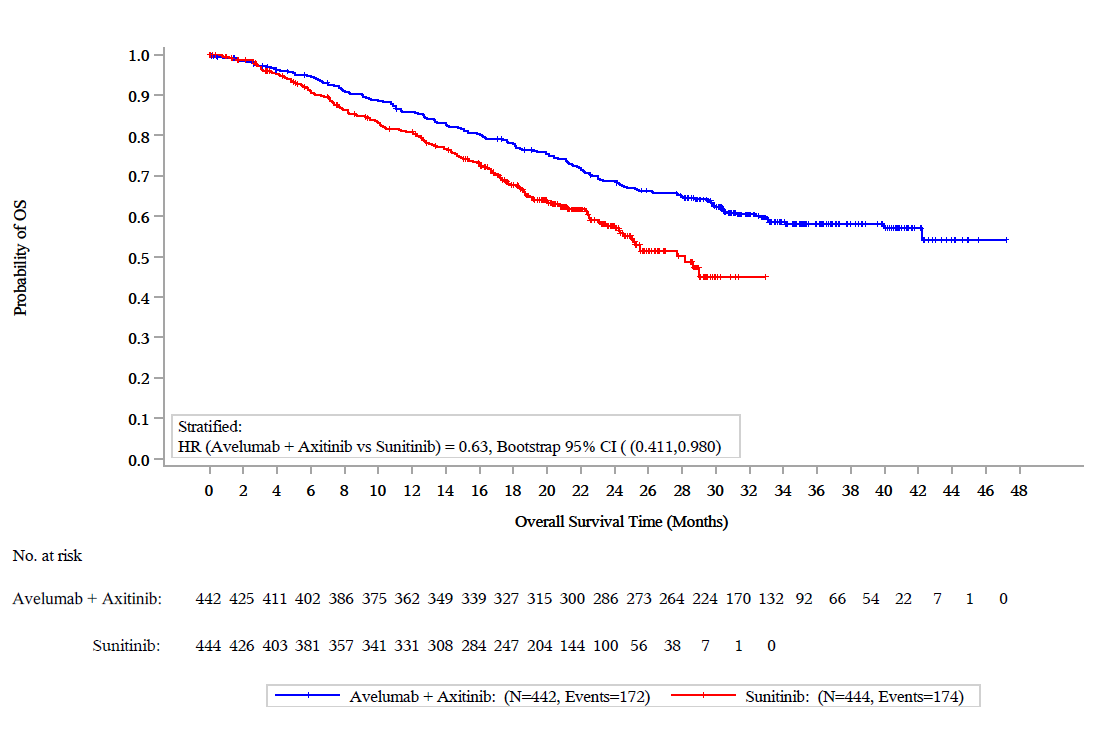 Probability of OS
1.0
0.9
0.8
0.7
0.6
0.5
0.4
0.3
0.2
0.1
0.0
Stratified:
HR (Avelumab + Axitinib vs Sunitinib) = 0.63, Bootstrap 95% CI ( (0.411,0.980)
0 2 4 6 8 10 12 14 16 18 20 22 24 26 28 30 32 34 36 38 40 42 44 46 48
Overall Survival Time (Months)
No. at risk
Avelumab + Axitinib: 442 425 411 402 386 375 362 349 339 327 315 300 286 273 264 224 170 132 92 66 54 22 7 1 0
Sunitinib: 444 426 403 381 357 341 331 308 284 247 204 144 100 56 38 7 1 0
Avelumab + Axitinib: (N=442, Events=172) Sunitinib: (N=444, Events=174)